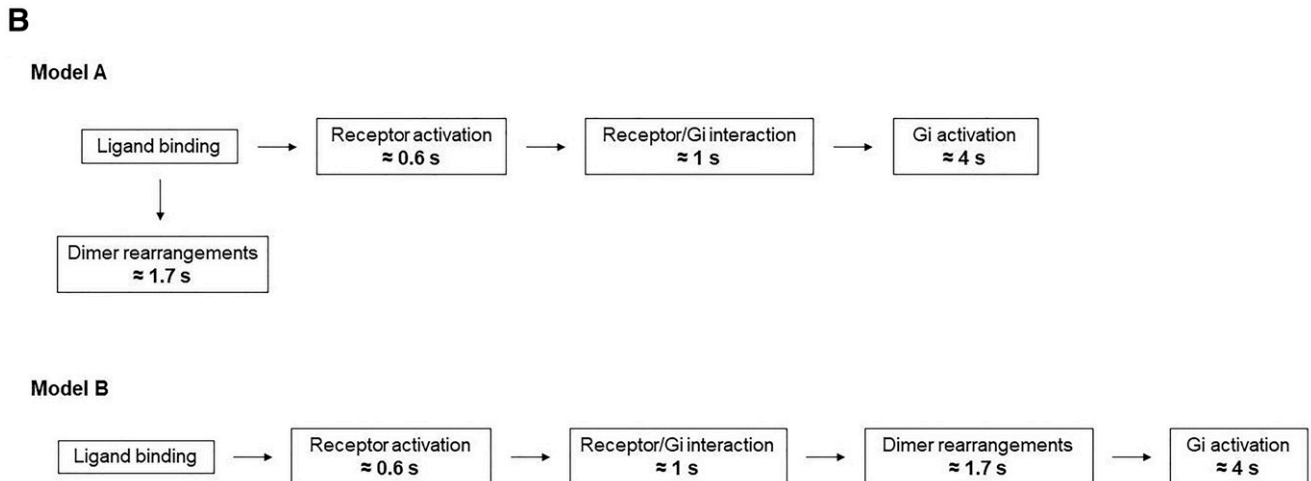 B
Model A
Ligand binding
Receptor activation
≈ 0.6 s
Receptor/Gi interaction
≈ 1 s
Gi activation
≈ 4 s
Dimer rearrangements
≈ 1.7 s
Model B
Ligand binding
Receptor activation
≈ 0.6 s
Receptor/Gi interaction
≈ 1 s
Dimer rearrangements
≈ 1.7 s
Gi activation
≈ 4 s